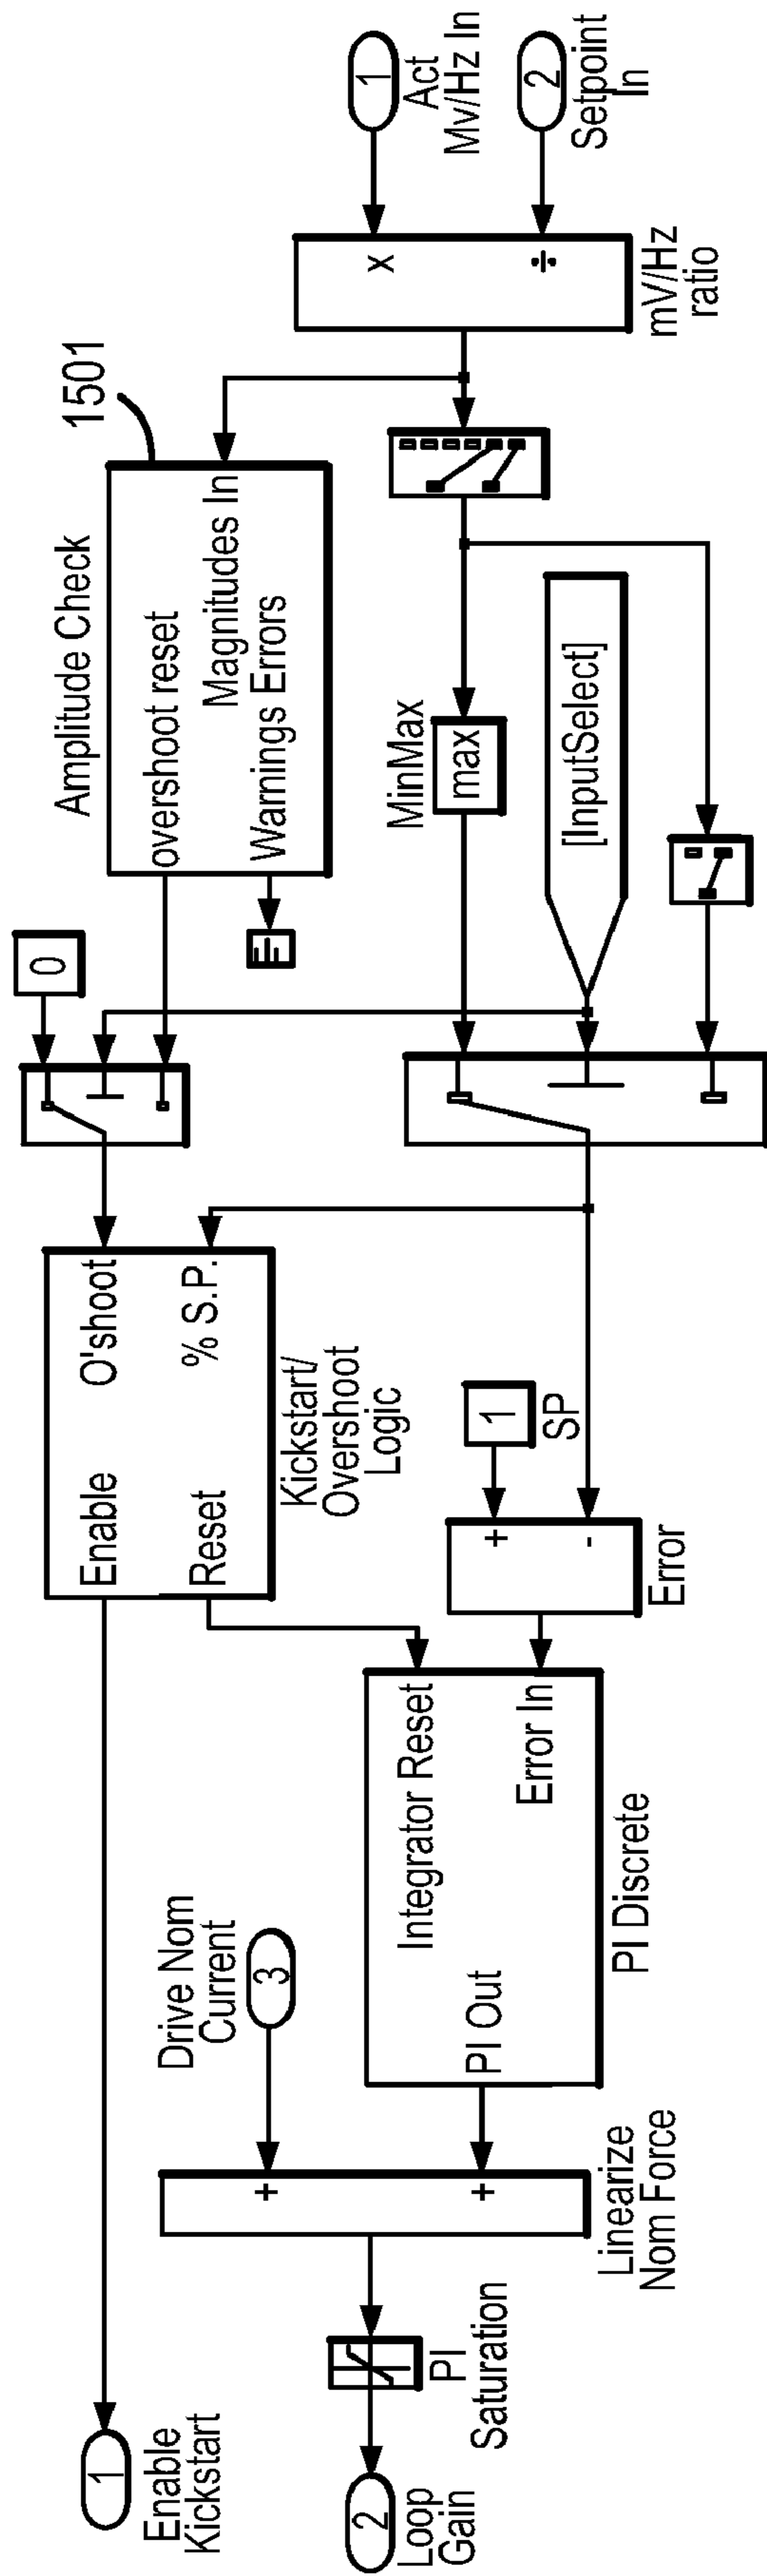 1
Act
Mv/Hz In
2
Setpoint
In
x
÷
mV/Hz
ratio
1501
Amplitude Check
overshoot reset
Magnitudes In
Warnings Errors
E
0
MinMax
max
[InputSelect]
O'shoot
% S.P.
Enable
Reset
Kickstart/
Overshoot
Logic
1
SP
+
-
Error
Integrator Reset
Error In
PI Out
PI Discrete
Drive Nom
Current
3
+
+
Linearize
Nom Force
PI
Saturation
1
Enable
Kickstart
2
Loop
Gain